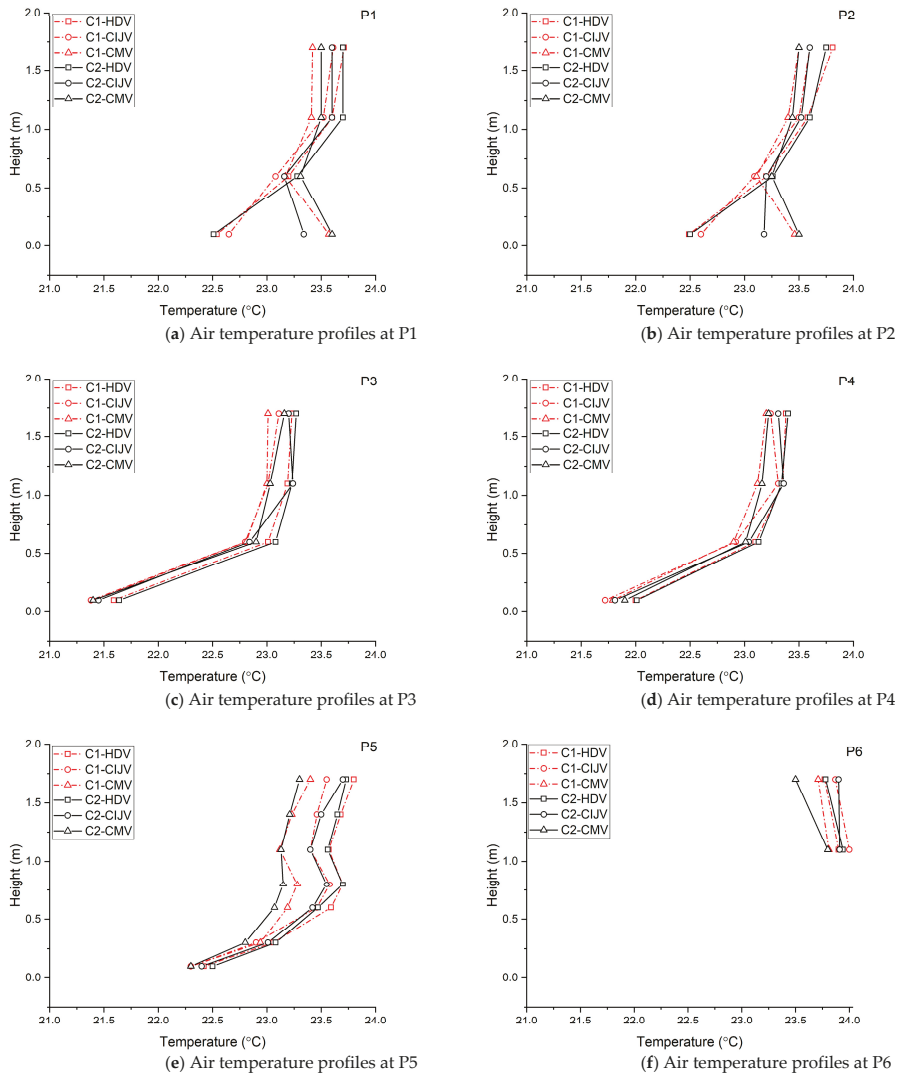 P1
C1-HDV
C1-CIJV
C1-CMV
C2-HDV
C2-CIJV
C2-CMV
2.0
1.5
1.0
0.5
0.0
Height (m)
21.0 21.5 22.0 22.5 23.0 23.5 24.0
Temperature (°C)
(a) Air temperature profiles at P1
P2
C1-HDV
C1-CIJV
C1-CMV
C2-HDV
C2-CIJV
C2-CMV
2.0
1.5
1.0
0.5
0.0
Height (m)
21.0 21.5 22.0 22.5 23.0 23.5 24.0
Temperature (°C)
(b) Air temperature profiles at P2
P3
C1-HDV
C1-CIJV
C1-CMV
C2-HDV
C2-CIJV
C2-CMV
2.0
1.5
1.0
0.5
0.0
Height (m)
21.0 21.5 22.0 22.5 23.0 23.5 24.0
Temperature (°C)
(c) Air temperature profiles at P3
P4
C1-HDV
C1-CIJV
C1-CMV
C2-HDV
C2-CIJV
C2-CMV
2.0
1.5
1.0
0.5
0.0
Height (m)
21.0 21.5 22.0 22.5 23.0 23.5 24.0
Temperature (°C)
(d) Air temperature profiles at P4
P5
C1-HDV
C1-CIJV
C1-CMV
C2-HDV
C2-CIJV
C2-CMV
2.0
1.5
1.0
0.5
0.0
Height (m)
21.0 21.5 22.0 22.5 23.0 23.5 24.0
Temperature (°C)
(e) Air temperature profiles at P5
P6
C1-HDV
C1-CIJV
C1-CMV
C2-HDV
C2-CIJV
C2-CMV
2.0
1.5
1.0
0.5
0.0
Height (m)
21.0 21.5 22.0 22.5 23.0 23.5 24.0
Temperature (°C)
(f) Air temperature profiles at P6